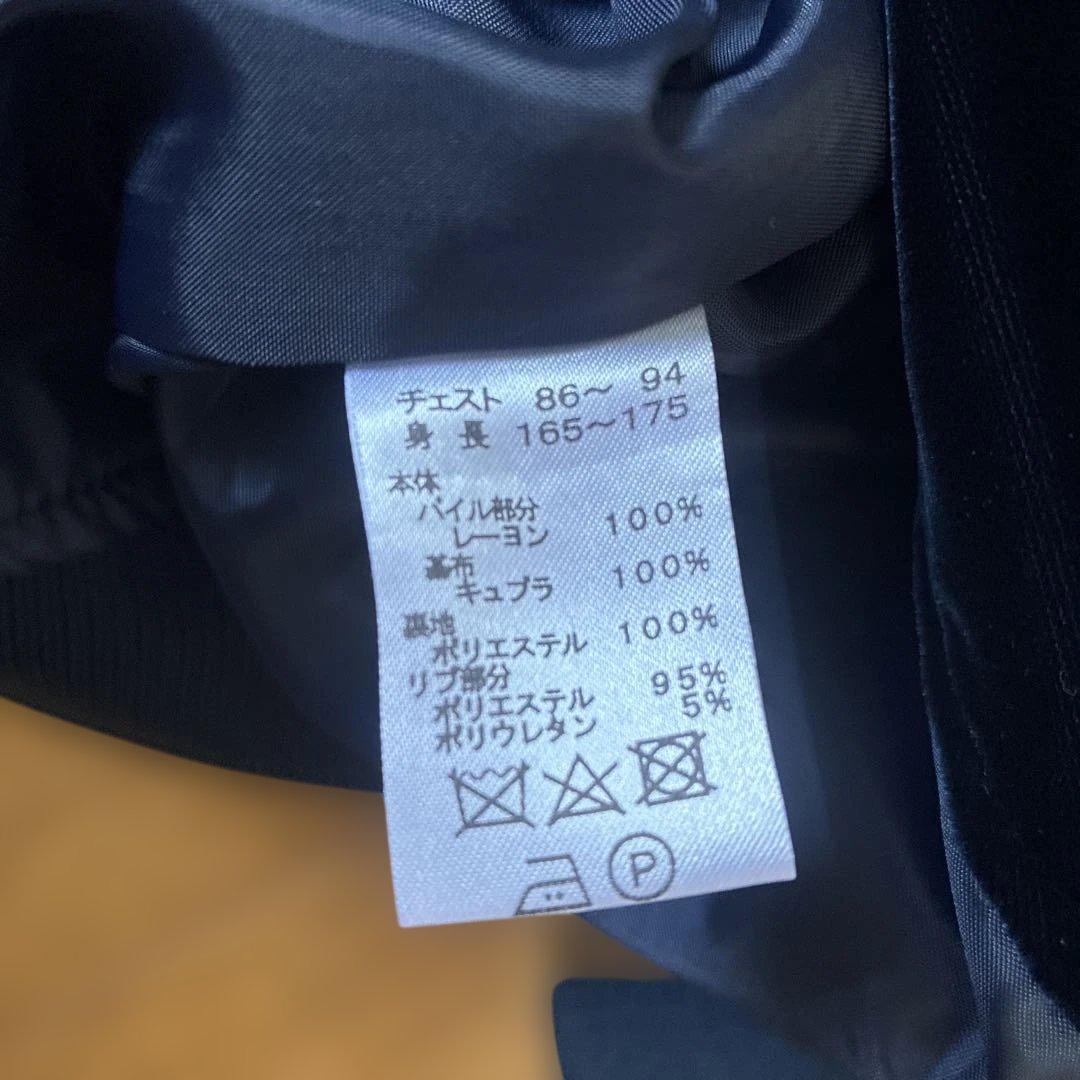 チェスト 86〜 94
身 長 165〜175
本体
パイル部分
レーヨン 100%
基布
キュプラ 100%
裏地
ポリエステル 100%
リブ部分
ポリエステル 95%
ポリウレタン 5%
P